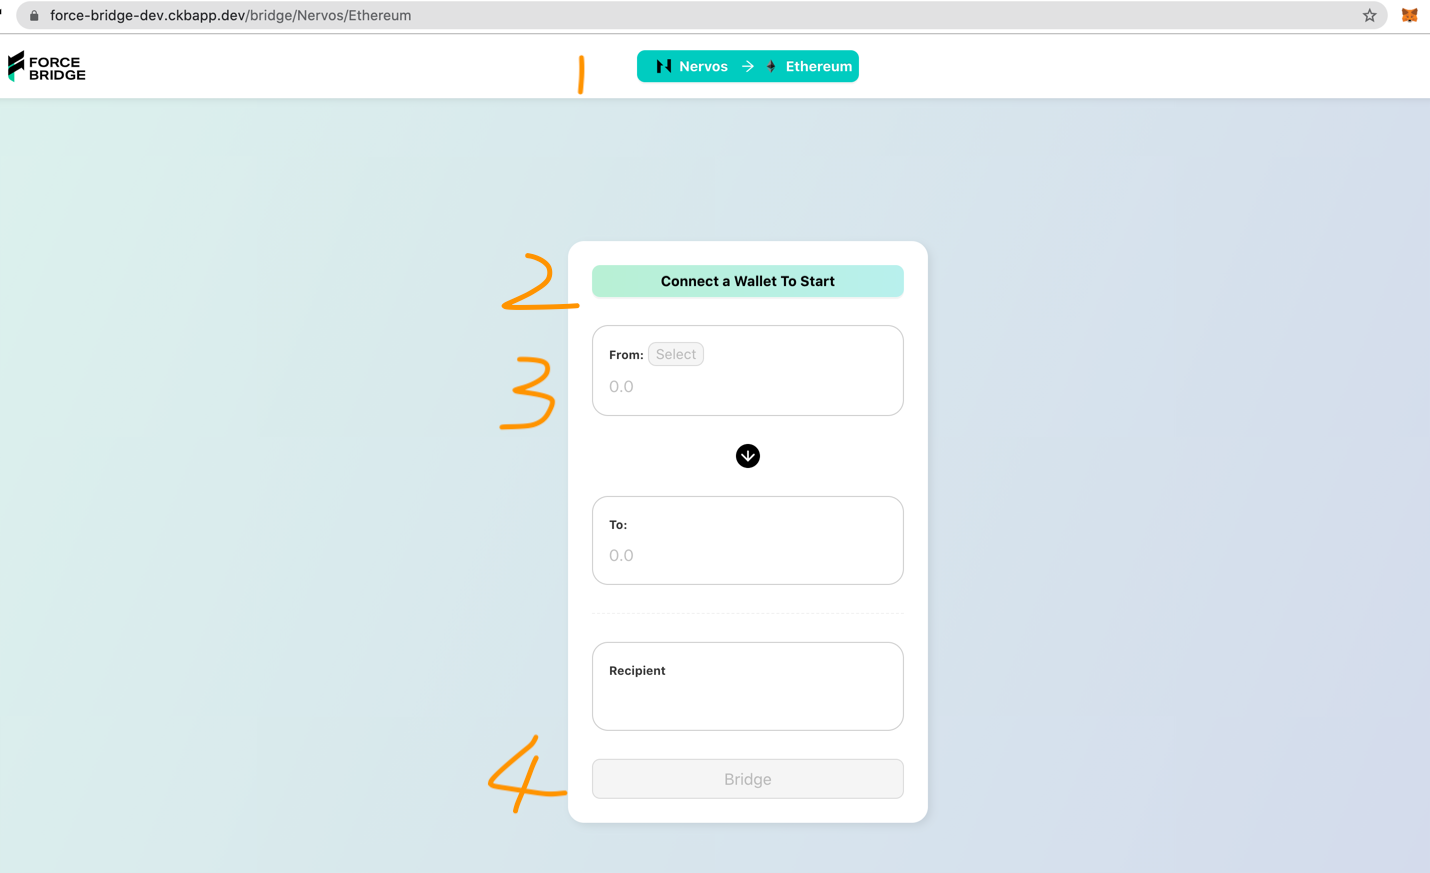 force-bridge-dev.ckbapp.dev/bridge/Nervos/Ethereum
FORCE
BRIDGE
1
Nervos → Ethereum
2
Connect a Wallet To Start
3
From: Select
0.0
To:
0.0
Recipient
4
Bridge